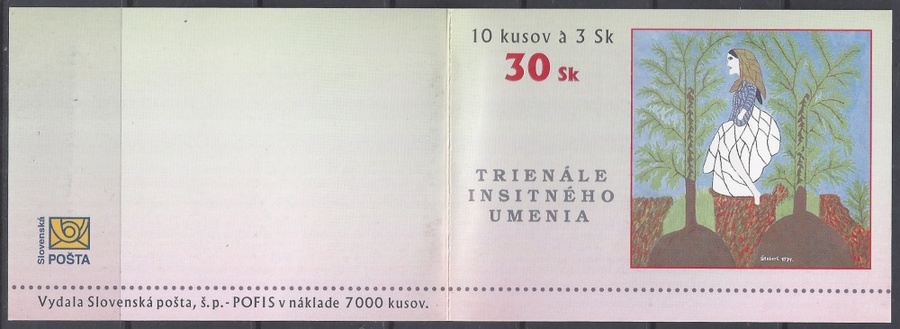 10 kusov à 3 Sk
30 Sk
TRIENÁLE
INSITNÉHO
UMENIA
Slovenská
POŠTA
Vydala Slovenská pošta, š.p.- POFIS v náklade 7000 kusov.